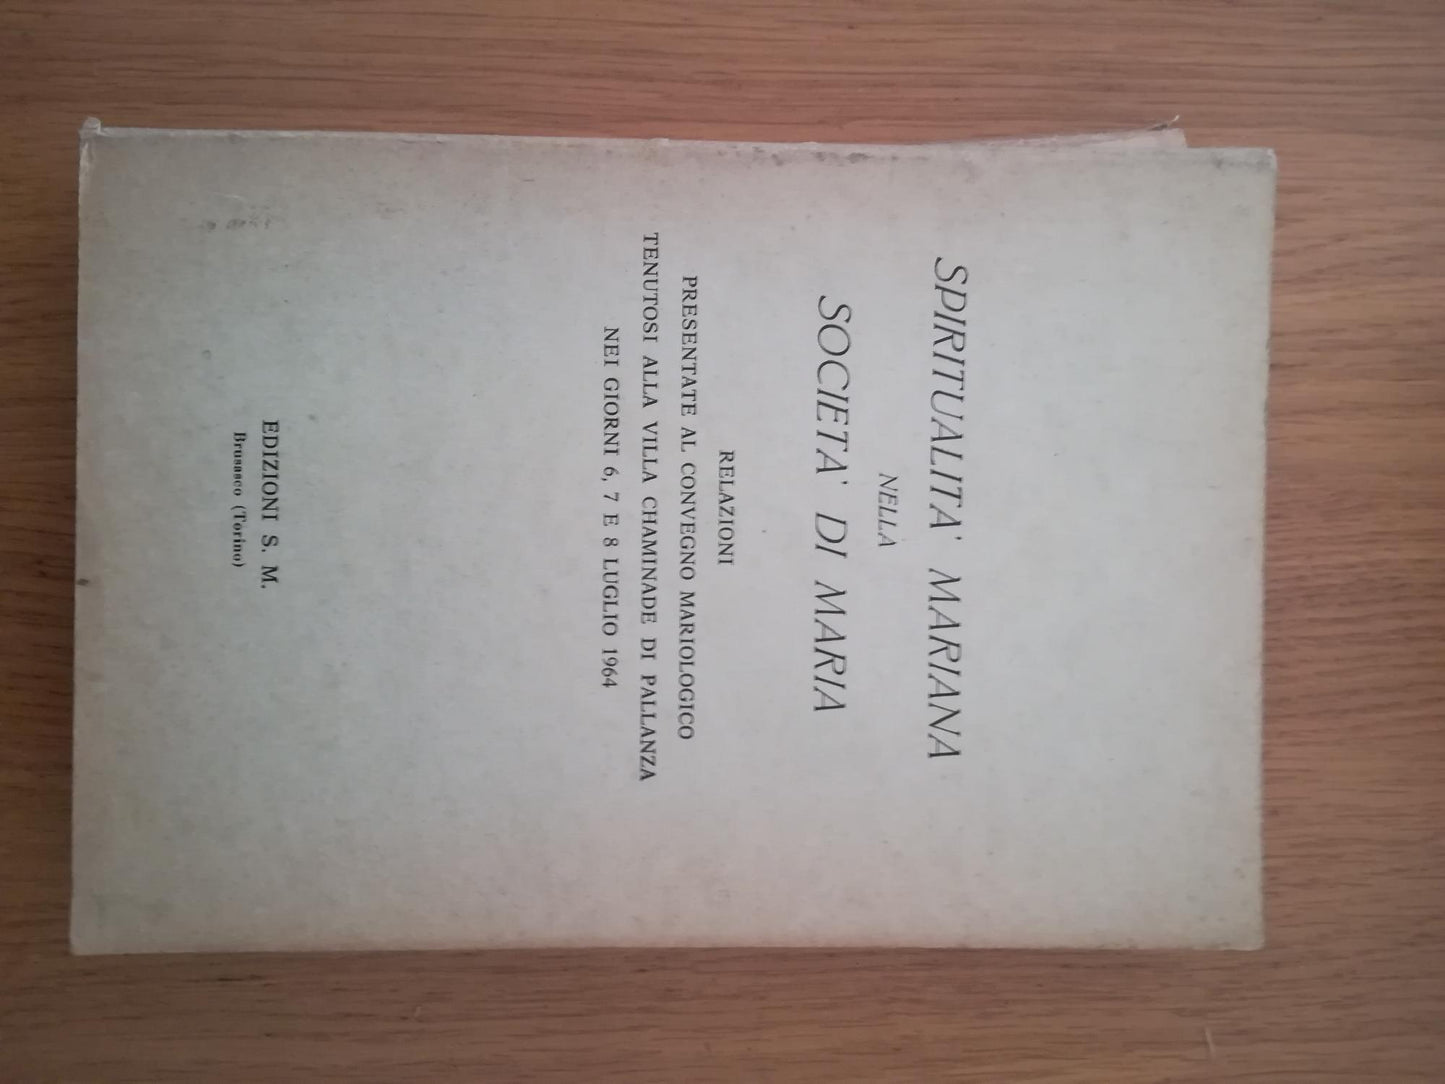 SPIRITUALITA' MARIANA
NELLA
SOCIETA' DI MARIA
RELAZIONI
PRESENTATE AL CONVEGNO MARIOLOGICO
TENUTOSI ALLA VILLA CHAMINADE DI PALLANZA
NEI GIORNI 6, 7 E 8 LUGLIO 1964
EDIZIONI S. M.
Brusasco (Torino)